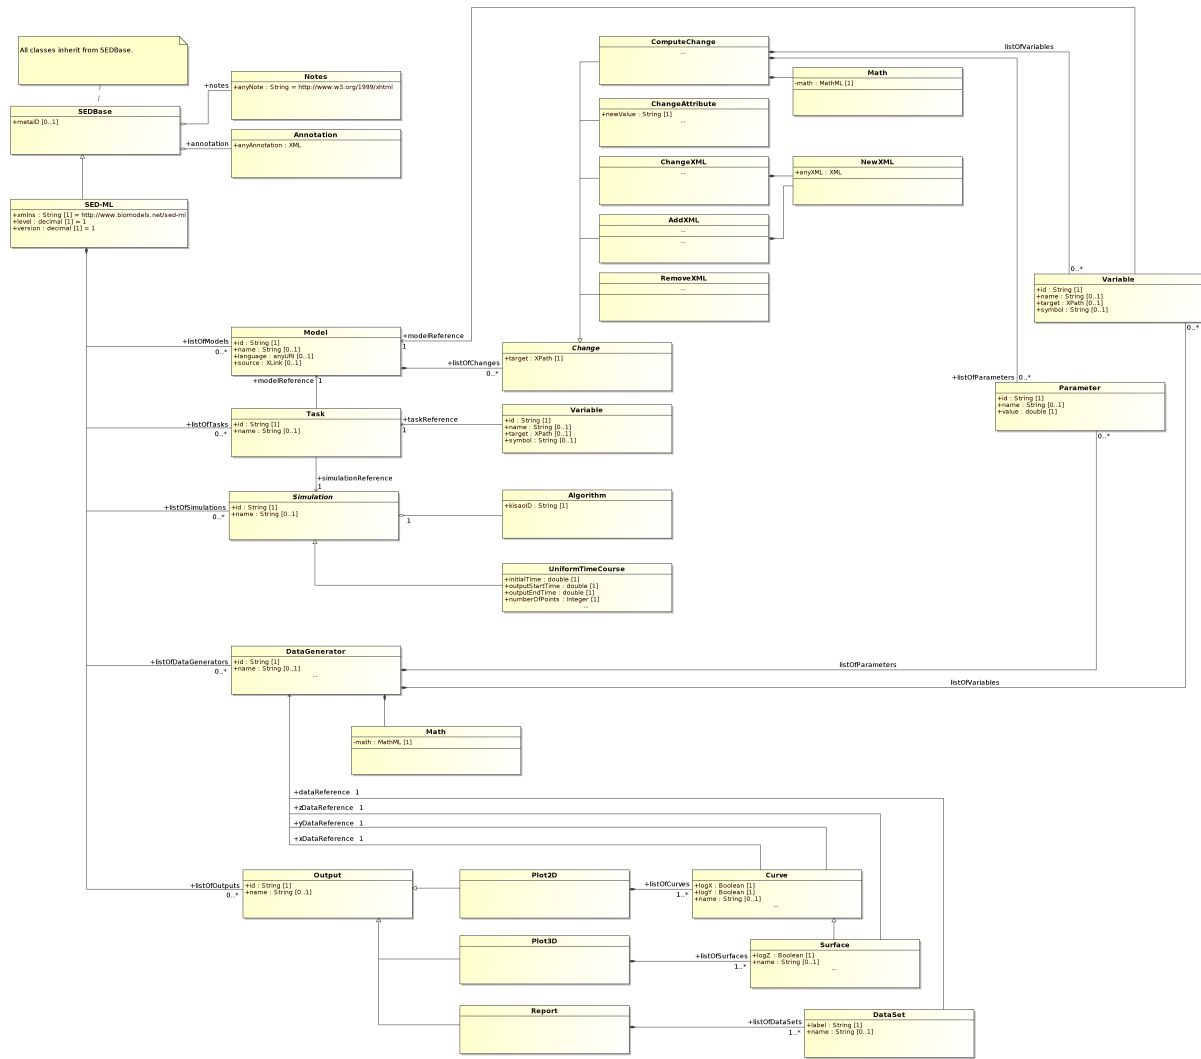 All classes inherit from SEDBase.
SEDBase
+metaID [0..1]
+notes
Notes
+anyNote : String = http://www.w3.org/1999/xhtml
+annotation
Annotation
+anyAnnotation : XML
SED-ML
+xmlns : String [1] = http://www.biomodels.net/sed-ml
+level : decimal [1] = 1
+version : decimal [1] = 1
ComputeChange
...
listOfVariables
Math
-math : MathML [1]
ChangeAttribute
+newValue : String [1]
...
ChangeXML
...
NewXML
+anyXML : XML
AddXML
...
...
RemoveXML
...
0..*
Variable
+id : String [1]
+name : String [0..1]
+target : XPath [0..1]
+symbol : String [0..1]
0..*
+listOfModels
0..*
Model
+id : String [1]
+name : String [0..1]
+language : anyURI [0..1]
+source : XLink [0..1]
+modelReference
1
+listOfChanges
0..*
Change
+target : XPath [1]
+listOfParameters
0..*
Parameter
+id : String [1]
+name : String [0..1]
+value : double [1]
0..*
+modelReference
1
+listOfTasks
0..*
Task
+id : String [1]
+name : String [0..1]
+taskReference
1
Variable
+id : String [1]
+name : String [0..1]
+target : XPath [0..1]
+symbol : String [0..1]
+simulationReference
1
+listOfSimulations
0..*
Simulation
+id : String [1]
+name : String [0..1]
1
Algorithm
+kisaoID : String [1]
UniformTimeCourse
+initialTime : double [1]
+outputStartTime : double [1]
+outputEndTime : double [1]
+numberOfPoints : Integer [1]
...
+listOfDataGenerators
0..*
DataGenerator
+id : String [1]
+name : String [0..1]
...
listOfParameters
listOfVariables
Math
-math : MathML [1]
+dataReference 1
+zDataReference 1
+yDataReference 1
+xDataReference 1
+listOfOutputs
0..*
Output
+id : String [1]
+name : String [0..1]
Plot2D
+listOfCurves
1..*
Curve
+logX : Boolean [1]
+logY : Boolean [1]
+name : String [0..1]
...
Plot3D
+listOfSurfaces
1..*
Surface
+logZ : Boolean [1]
+name : String [0..1]
...
Report
+listOfDataSets
1..*
DataSet
+label : String [1]
+name : String [0..1]